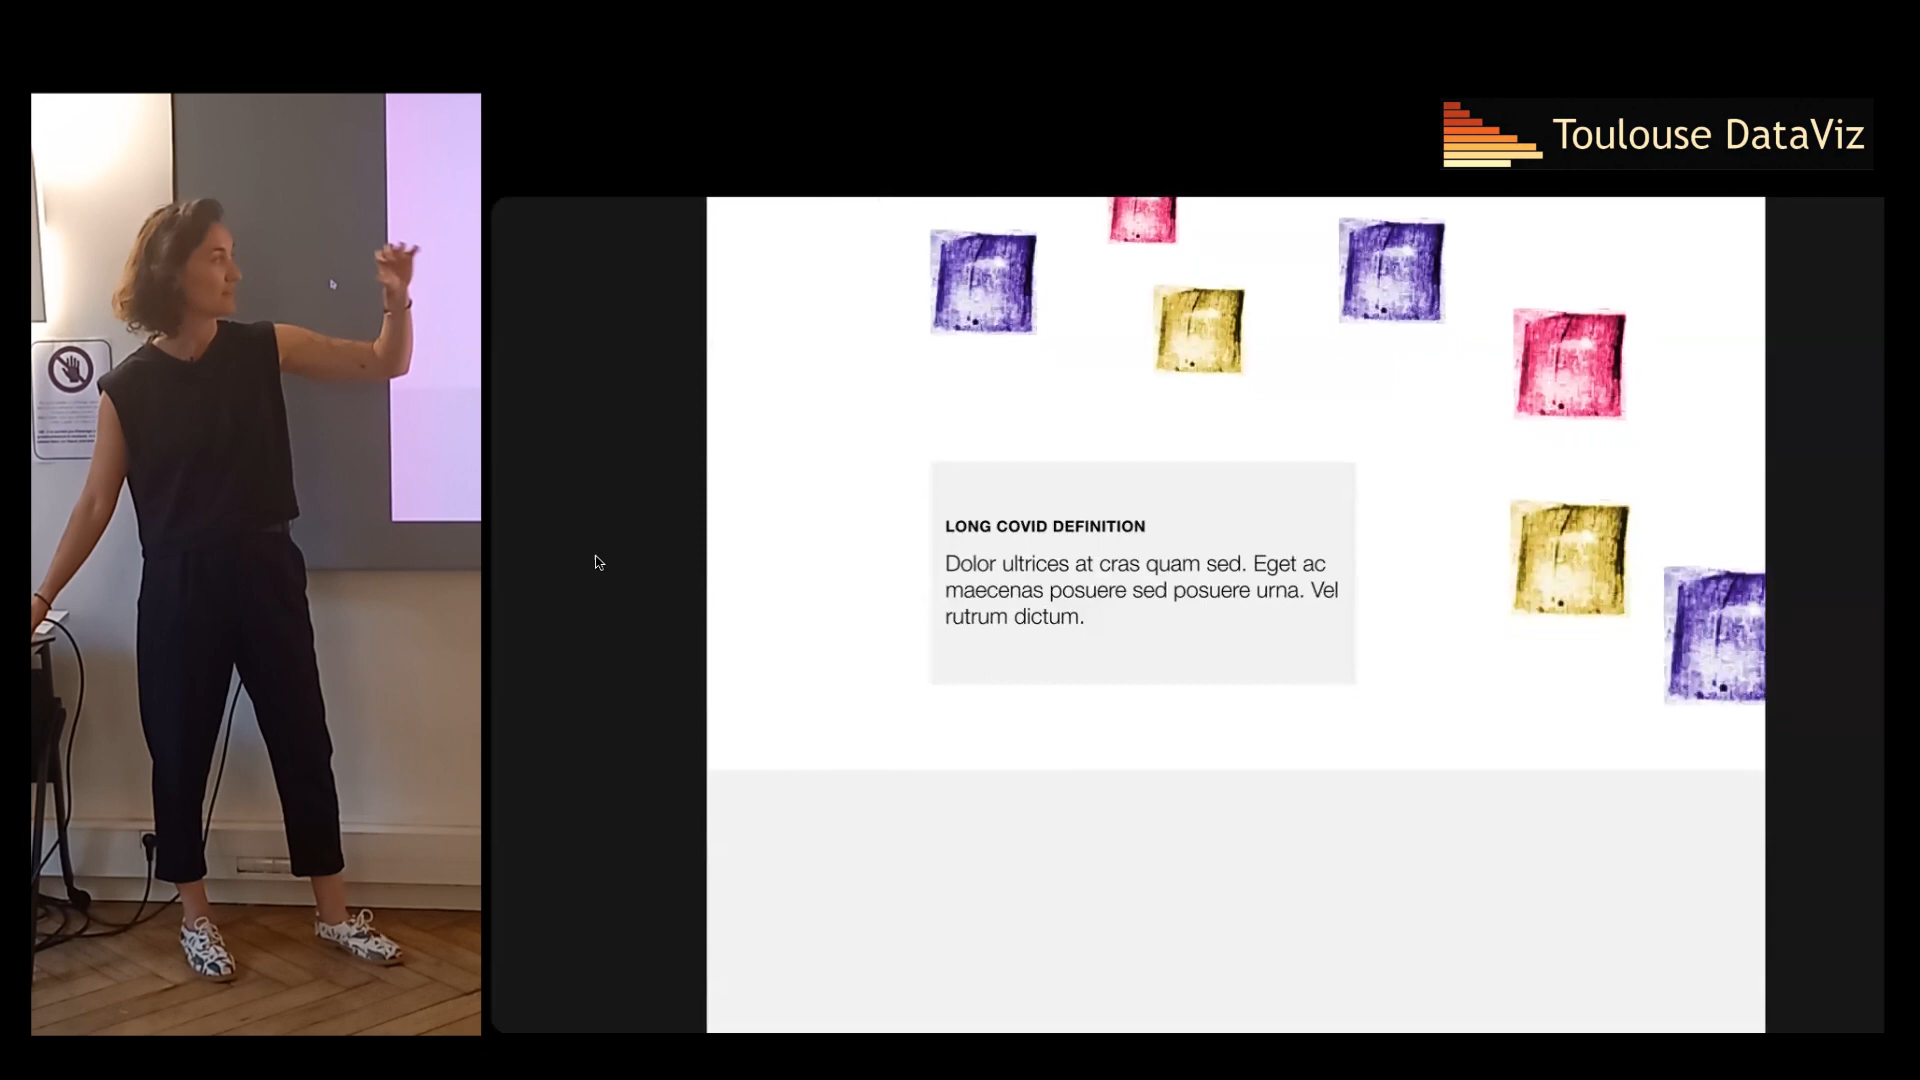 Toulouse DataViz
LONG COVID DEFINITION
Dolor ultrices at cras quam sed. Eget ac
maecenas posuere sed posuere urna. Vel
rutrum dictum.